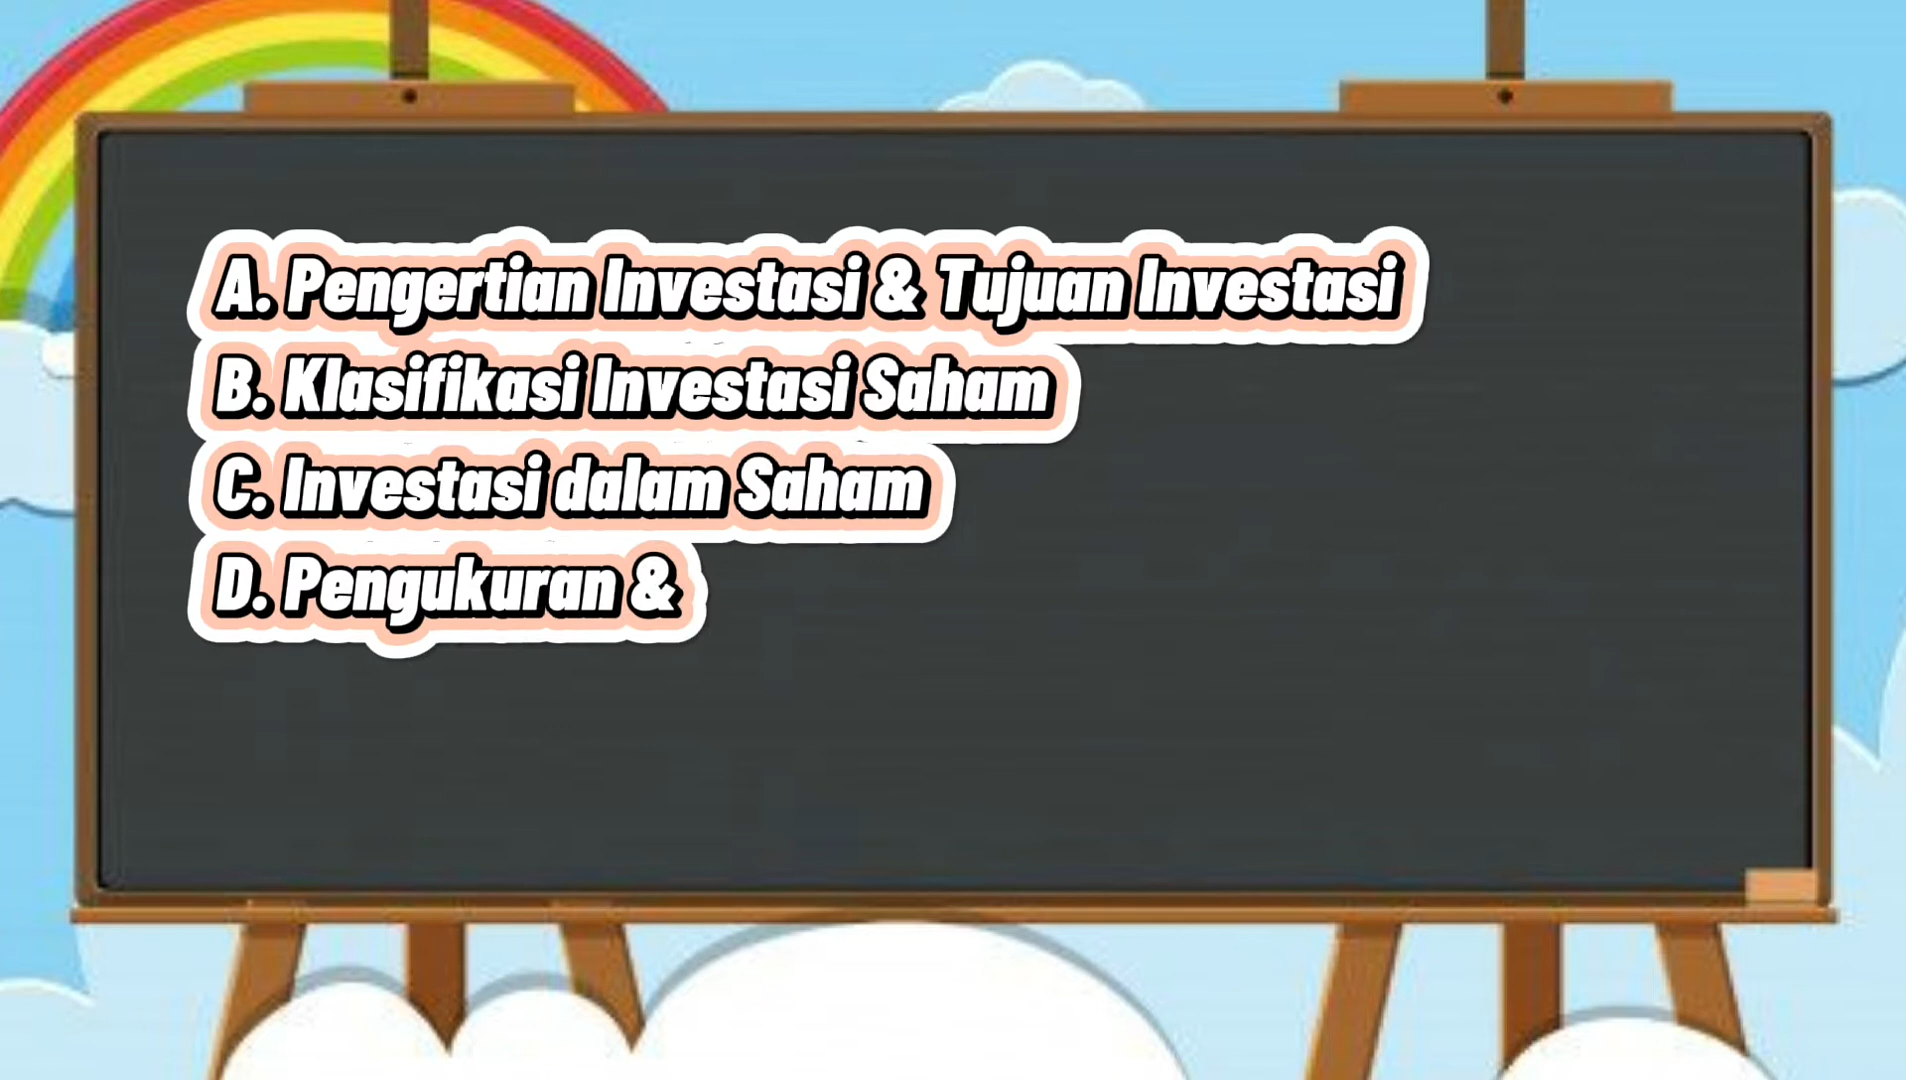 A. Pengertian Investasi & Tujuan Investasi
B. Klasifikasi Investasi Saham
C. Investasi dalam Saham
D. Pengukuran &